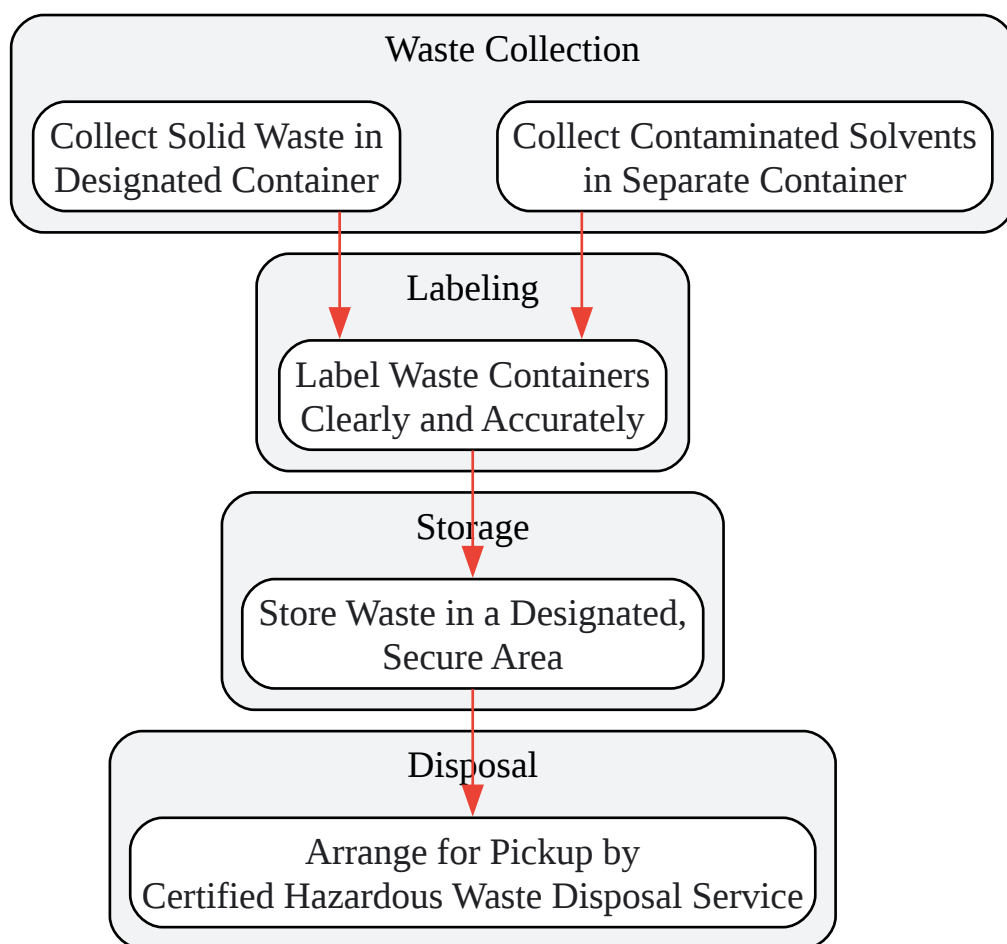 Waste Collection
Collect Solid Waste in
Designated Container
Collect Contaminated Solvents
in Separate Container
Labeling
Label Waste Containers
Clearly and Accurately
Storage
Store Waste in a Designated,
Secure Area
Disposal
Arrange for Pickup by
Certified Hazardous Waste Disposal Service